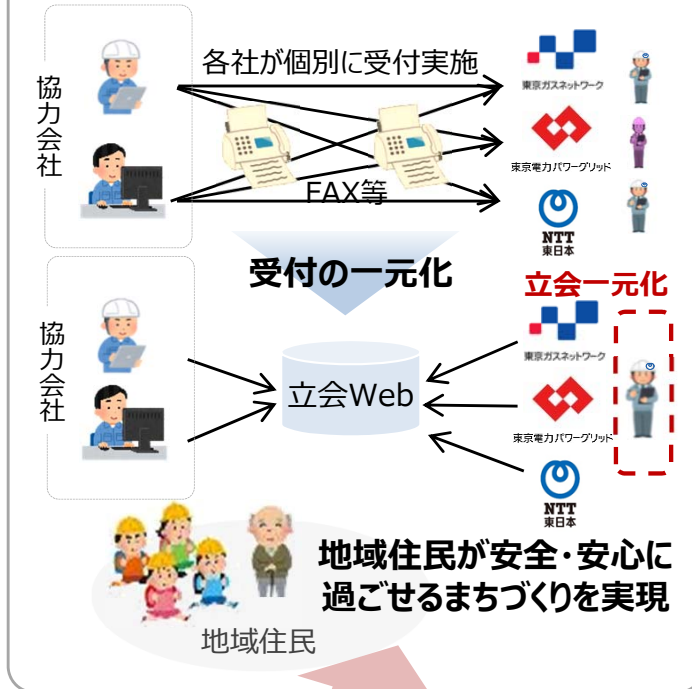 協力会社
各社が個別に受付実施
FAX等
東京ガスネットワーク
東京電力パワーグリッド
NTT
東日本
受付の一元化
立会一元化
協力会社
立会Web
東京ガスネットワーク
東京電力パワーグリッド
NTT
東日本
地域住民が安全・安心に
過ごせるまちづくりを実現
地域住民